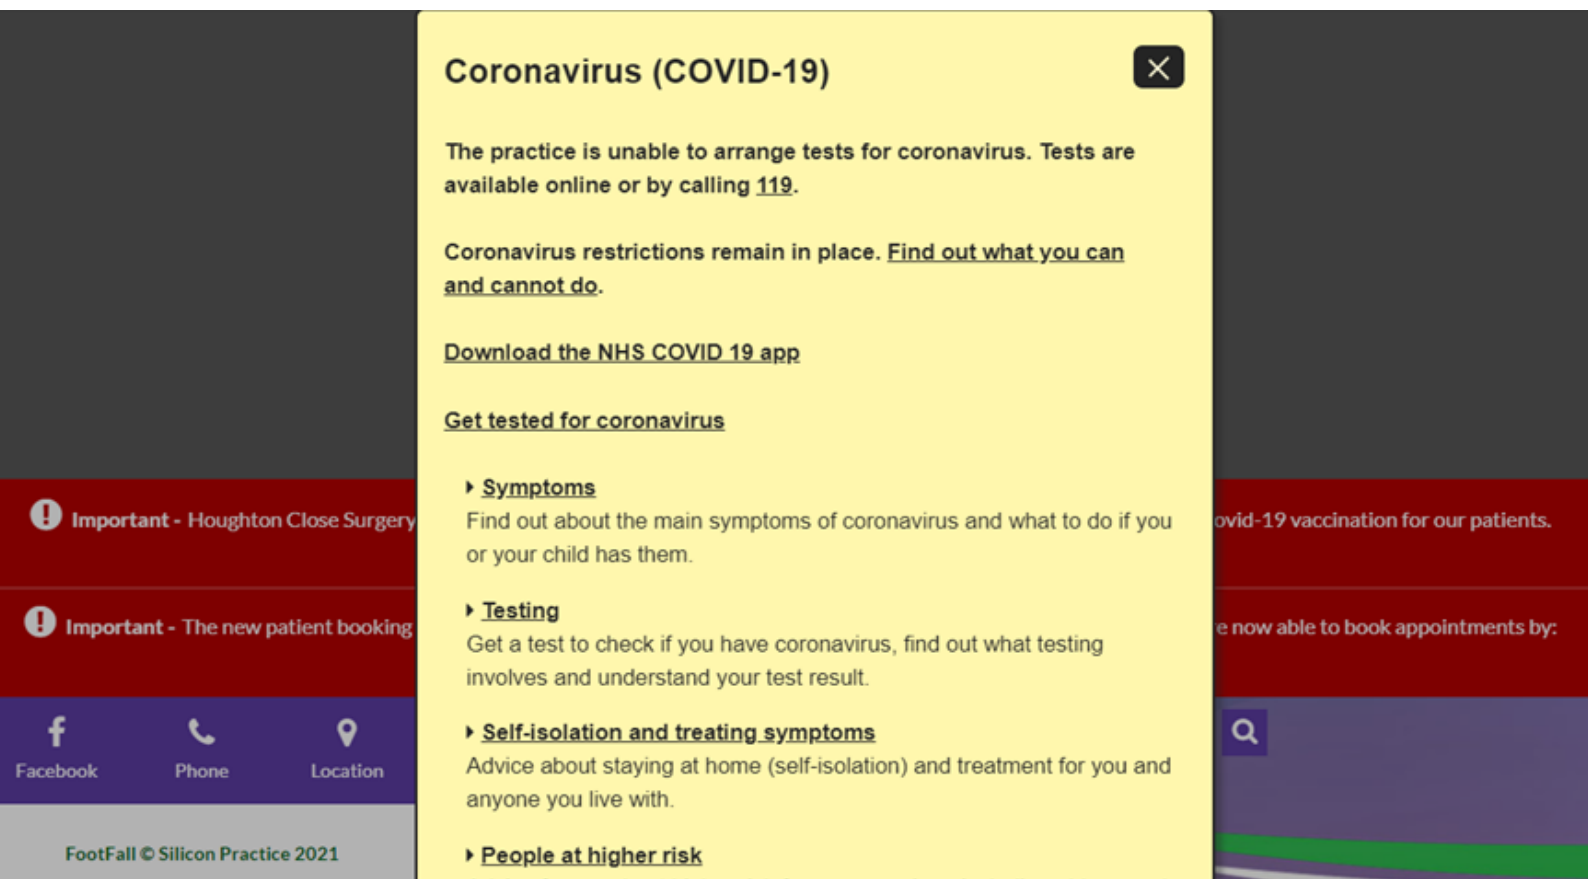 Coronavirus (COVID-19)
The practice is unable to arrange tests for coronavirus. Tests are
available online or by calling 119.
Coronavirus restrictions remain in place. Find out what you can
and cannot do.
Download the NHS COVID 19 app
Get tested for coronavirus
Symptoms
Find out about the main symptoms of coronavirus and what to do if you
or your child has them.
Testing
Get a test to check if you have coronavirus, find out what testing
involves and understand your test result.
Self-isolation and treating symptoms
Advice about staying at home (self-isolation) and treatment for you and
anyone you live with.
People at higher risk
Important - Houghton Close Surgery
ovid-19 vaccination for our patients.
Important - The new patient booking
e now able to book appointments by:
Facebook
Phone
Location
FootFall © Silicon Practice 2021